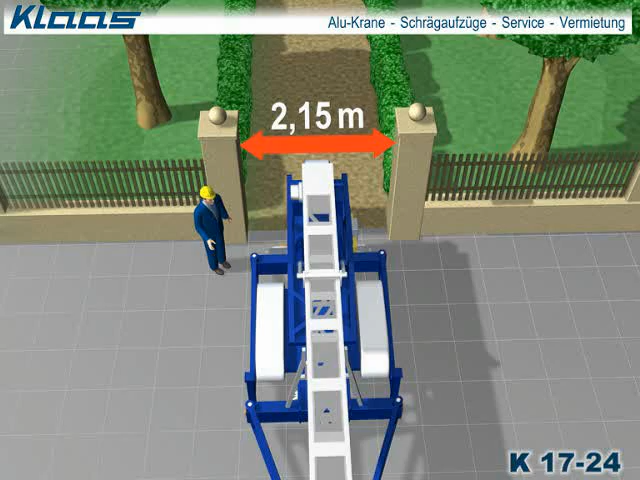 Klaas
Alu-Krane - Schrägaufzüge - Service - Vermietung
2,15 m
K 17-24